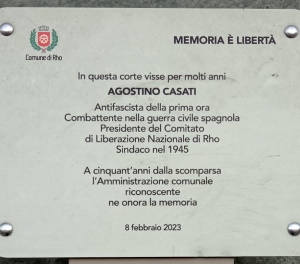 MEMORIA È LIBERTÀ
Comune di Rho
In questa corte visse per molti anni
AGOSTINO CASATI
Antifascista della prima ora
Combattente nella guerra civile spagnola
Presidente del Comitato
di Liberazione Nazionale di Rho
Sindaco nel 1945
A cinquant'anni dalla scomparsa
l'Amministrazione comunale
riconoscente
ne onora la memoria
8 febbraio 2023